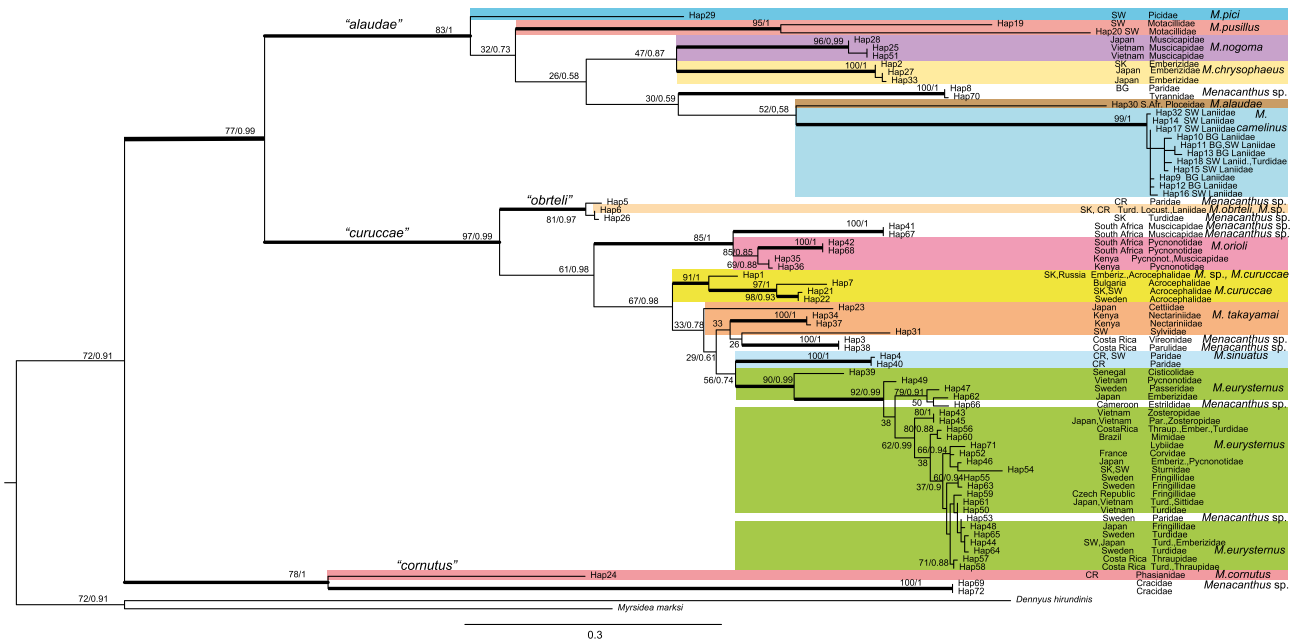 "alaudae"
83/1
Hap29 SW Picidae M.pici
95/1 Hap19 SW Motacillidae M.pusillus
Hap20 SW Motacillidae
32/0.73
Hap28 Japan Muscicapidae
96/0,99 Hap25 Vietnam Muscicapidae M.nogoma
Hap51 Vietnam Muscicapidae
47/0.87
Hap2 SK Emberizidae
100/1 Hap27 Japan Emberizidae M.chrysophaeus
Hap33 Japan Emberizidae
26/0.58
100/1 Hap8 BG Paridae Menacanthus sp.
Hap70 Tyrannidae
30/0.59
Hap30 S.Afr. Ploceidae M.alaudae
52/0,58
Hap32 SW Laniidae M.
99/1 Hap14 SW Laniidae
Hap17 SW Laniidae camelinus
Hap10 BG Laniidae
Hap11 BG,SW Laniidae
Hap13 BG Laniidae
Hap18 SW Laniid.,Turdidae
Hap15 SW Laniidae
Hap9 BG Laniidae
Hap12 BG Laniidae
Hap16 SW Laniidae
77/0.99
"obrteli"
Hap5 CR Paridae Menacanthus sp.
Hap6 SK, CR Turd. Locust.,Laniidae M.obrteli, M.sp.
81/0.97 Hap26 SK Turdidae Menacanthus sp.
"curuccae"
97/0.99
100/1 Hap41 South Africa Muscicapidae Menacanthus sp.
Hap67 South Africa Muscicapidae Menacanthus sp.
85/1
100/1 Hap42 South Africa Pycnonotidae M.orioli
85/0.85 Hap68 South Africa Pycnonotidae
Hap35 Kenya Pycnonot.,Muscicapidae
69/0.88 Hap36 Kenya Pycnonotidae
61/0.98
91/1 Hap1 SK,Russia Emberiz.,Acrocephalidae M. sp., M.curuccae
97/1 Hap7 Bulgaria Acrocephalidae
Hap21 SK,SW Acrocephalidae M.curuccae
98/0.93 Hap22 Sweden Acrocephalidae
67/0.98
Hap23 Japan Cettiidae
100/1 Hap34 Kenya Nectariniidae M. takayamai
33/0.78 33 Hap37 Kenya Nectariniidae
Hap31 SW Sylviidae
26 100/1 Hap3 Costa Rica Vireonidae Menacanthus sp.
Hap38 Costa Rica Parulidae Menacanthus sp.
29/0.61
100/1 Hap4 CR, SW Paridae M.sinuatus
Hap40 CR Paridae
72/0.91
56/0.74
90/0.99 Hap39 Senegal Cisticolidae
Hap49 Vietnam Pycnonotidae
92/0.99 79/0.91 Hap47 Sweden Passeridae M.eurysternus
Hap62 Japan Emberizidae
50 Hap66 Cameroon Estrildidae Menacanthus sp.
80/1 Hap43 Vietnam Zosteropidae
38 Hap45 Japan,Vietnam Par.,Zosteropidae
80/0.88 Hap56 CostaRica Thraup.,Ember.,Turdidae
Hap60 Brazil Mimidae
62/0.99 66/0.94 Hap71 Lybiidae M.eurysternus
Hap52 France Corvidae
38 Hap46 Japan Emberiz.,Pycnonotidae
Hap54 SK,SW Sturnidae
60/0.94 Hap55 Sweden Fringillidae
37/0.9 Hap63 Sweden Fringillidae
Hap59 Czech Republic Fringillidae
Hap61 Japan,Vietnam Turd.,Sittidae
Hap50 Vietnam Turdidae
Hap53 Sweden Paridae Menacanthus sp.
Hap48 Japan Fringillidae
Hap65 Sweden Turdidae
Hap44 SW,Japan Turd.,Emberizidae
Hap64 Sweden Turdidae M.eurysternus
Hap57 Costa Rica Thraupidae
71/0.88 Hap58 Costa Rica Turd.,Thraupidae
"cornutus"
78/1 Hap24 CR Phasianidae M.cornutus
100/1 Hap69 Cracidae Menacanthus sp.
Hap72 Cracidae
72/0.91
Dennyus hirundinis
Myrsidea marksi
0.3